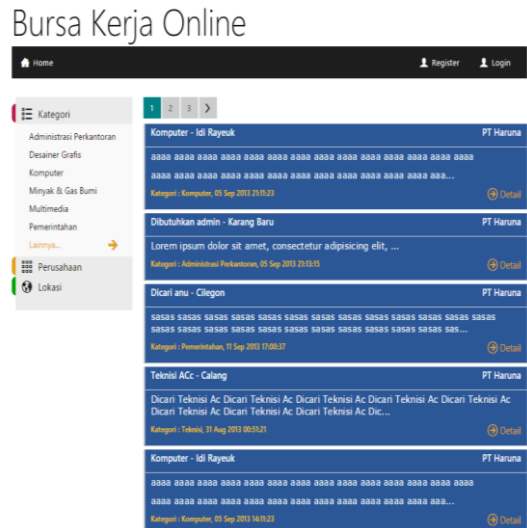 Bursa Kerja Online
Home Register Login
Kategori
Administrasi Perkantoran
Desainer Grafis
Komputer
Minyak & Gas Bumi
Multimedia
Pemerintahan
Lainnya...
Perusahaan
Lokasi
1 2 3
Komputer - Idi Rayeuk PT Haruna
aaaa aaaa aaaa aaaa aaaa aaaa aaaa aaaa aaaa aaaa aaaa aaaa aaaa
aaaa aaaa aaaa aaaa aaaa aaaa aaaa aaaa aaaa aaaa aaaa aaa...
Kategori : Komputer, 05 Sep 2013 21:11:23 Detail
Dibutuhkan admin - Karang Baru PT Haruna
Lorem ipsum dolor sit amet, consectetur adipisicing elit, ...
Kategori : Administrasi Perkantoran, 05 Sep 2013 21:13:15 Detail
Dicari anu - Cilegon PT Haruna
sasas sasas sasas sasas sasas sasas sasas sasas sasas sasas sasas sasas sasas
sasas sasas sasas sasas sasas sasas sasas sasas sasas sasas sasas sas...
Kategori : Pemerintahan, 11 Sep 2013 17:00:37 Detail
Teknisi ACc - Calang PT Haruna
Dicari Teknisi Ac Dicari Teknisi Ac Dicari Teknisi Ac Dicari Teknisi Ac Dicari Teknisi Ac
Dicari Teknisi Ac Dicari Teknisi Ac Dicari Teknisi Ac Dic...
Kategori : Teknisi, 31 Aug 2013 00:51:21 Detail
Komputer - Idi Rayeuk PT Haruna
aaaa aaaa aaaa aaaa aaaa aaaa aaaa aaaa aaaa aaaa aaaa aaaa aaaa
aaaa aaaa aaaa aaaa aaaa aaaa aaaa aaaa aaaa aaaa aaaa aaa...
Kategori : Komputer, 05 Sep 2013 14:11:23 Detail